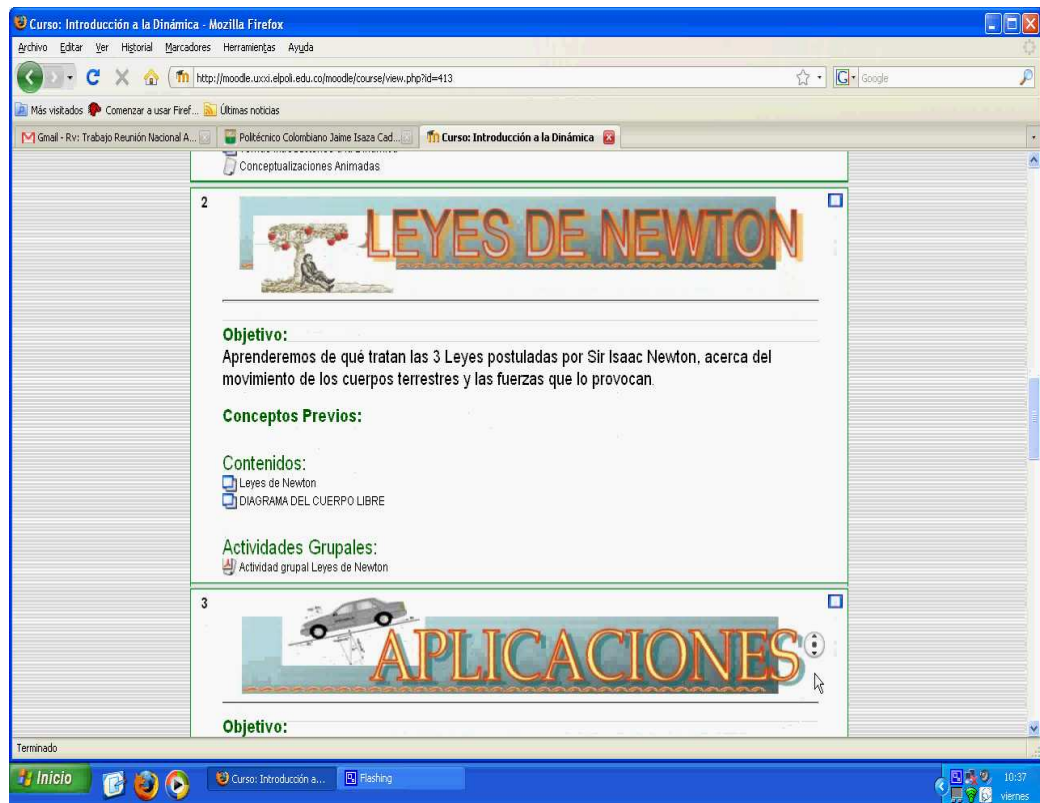 Curso: Introducción a la Dinámica - Mozilla Firefox
Archivo Editar Ver Historial Marcadores Herramientas Ayuda
http://moodle.uxxi.elpoli.edu.co/moodle/course/view.php?id=413
Google
Más visitados Comenzar a usar Firef... Últimas noticias
Gmail - Rv: Trabajo Reunión Nacional A... Politécnico Colombiano Jaime Isaza Cad... Curso: Introducción a la Dinámica
Conceptualizaciones Animadas
2
LEYES DE NEWTON
Objetivo:
Aprenderemos de qué tratan las 3 Leyes postuladas por Sir Isaac Newton, acerca del
movimiento de los cuerpos terrestres y las fuerzas que lo provocan.
Conceptos Previos:
Contenidos:
Leyes de Newton
DIAGRAMA DEL CUERPO LIBRE
Actividades Grupales:
Actividad grupal Leyes de Newton
3
APLICACIONES
Objetivo:
Terminado
Inicio Curso: Introducción a... Flashing 10:37
viernes